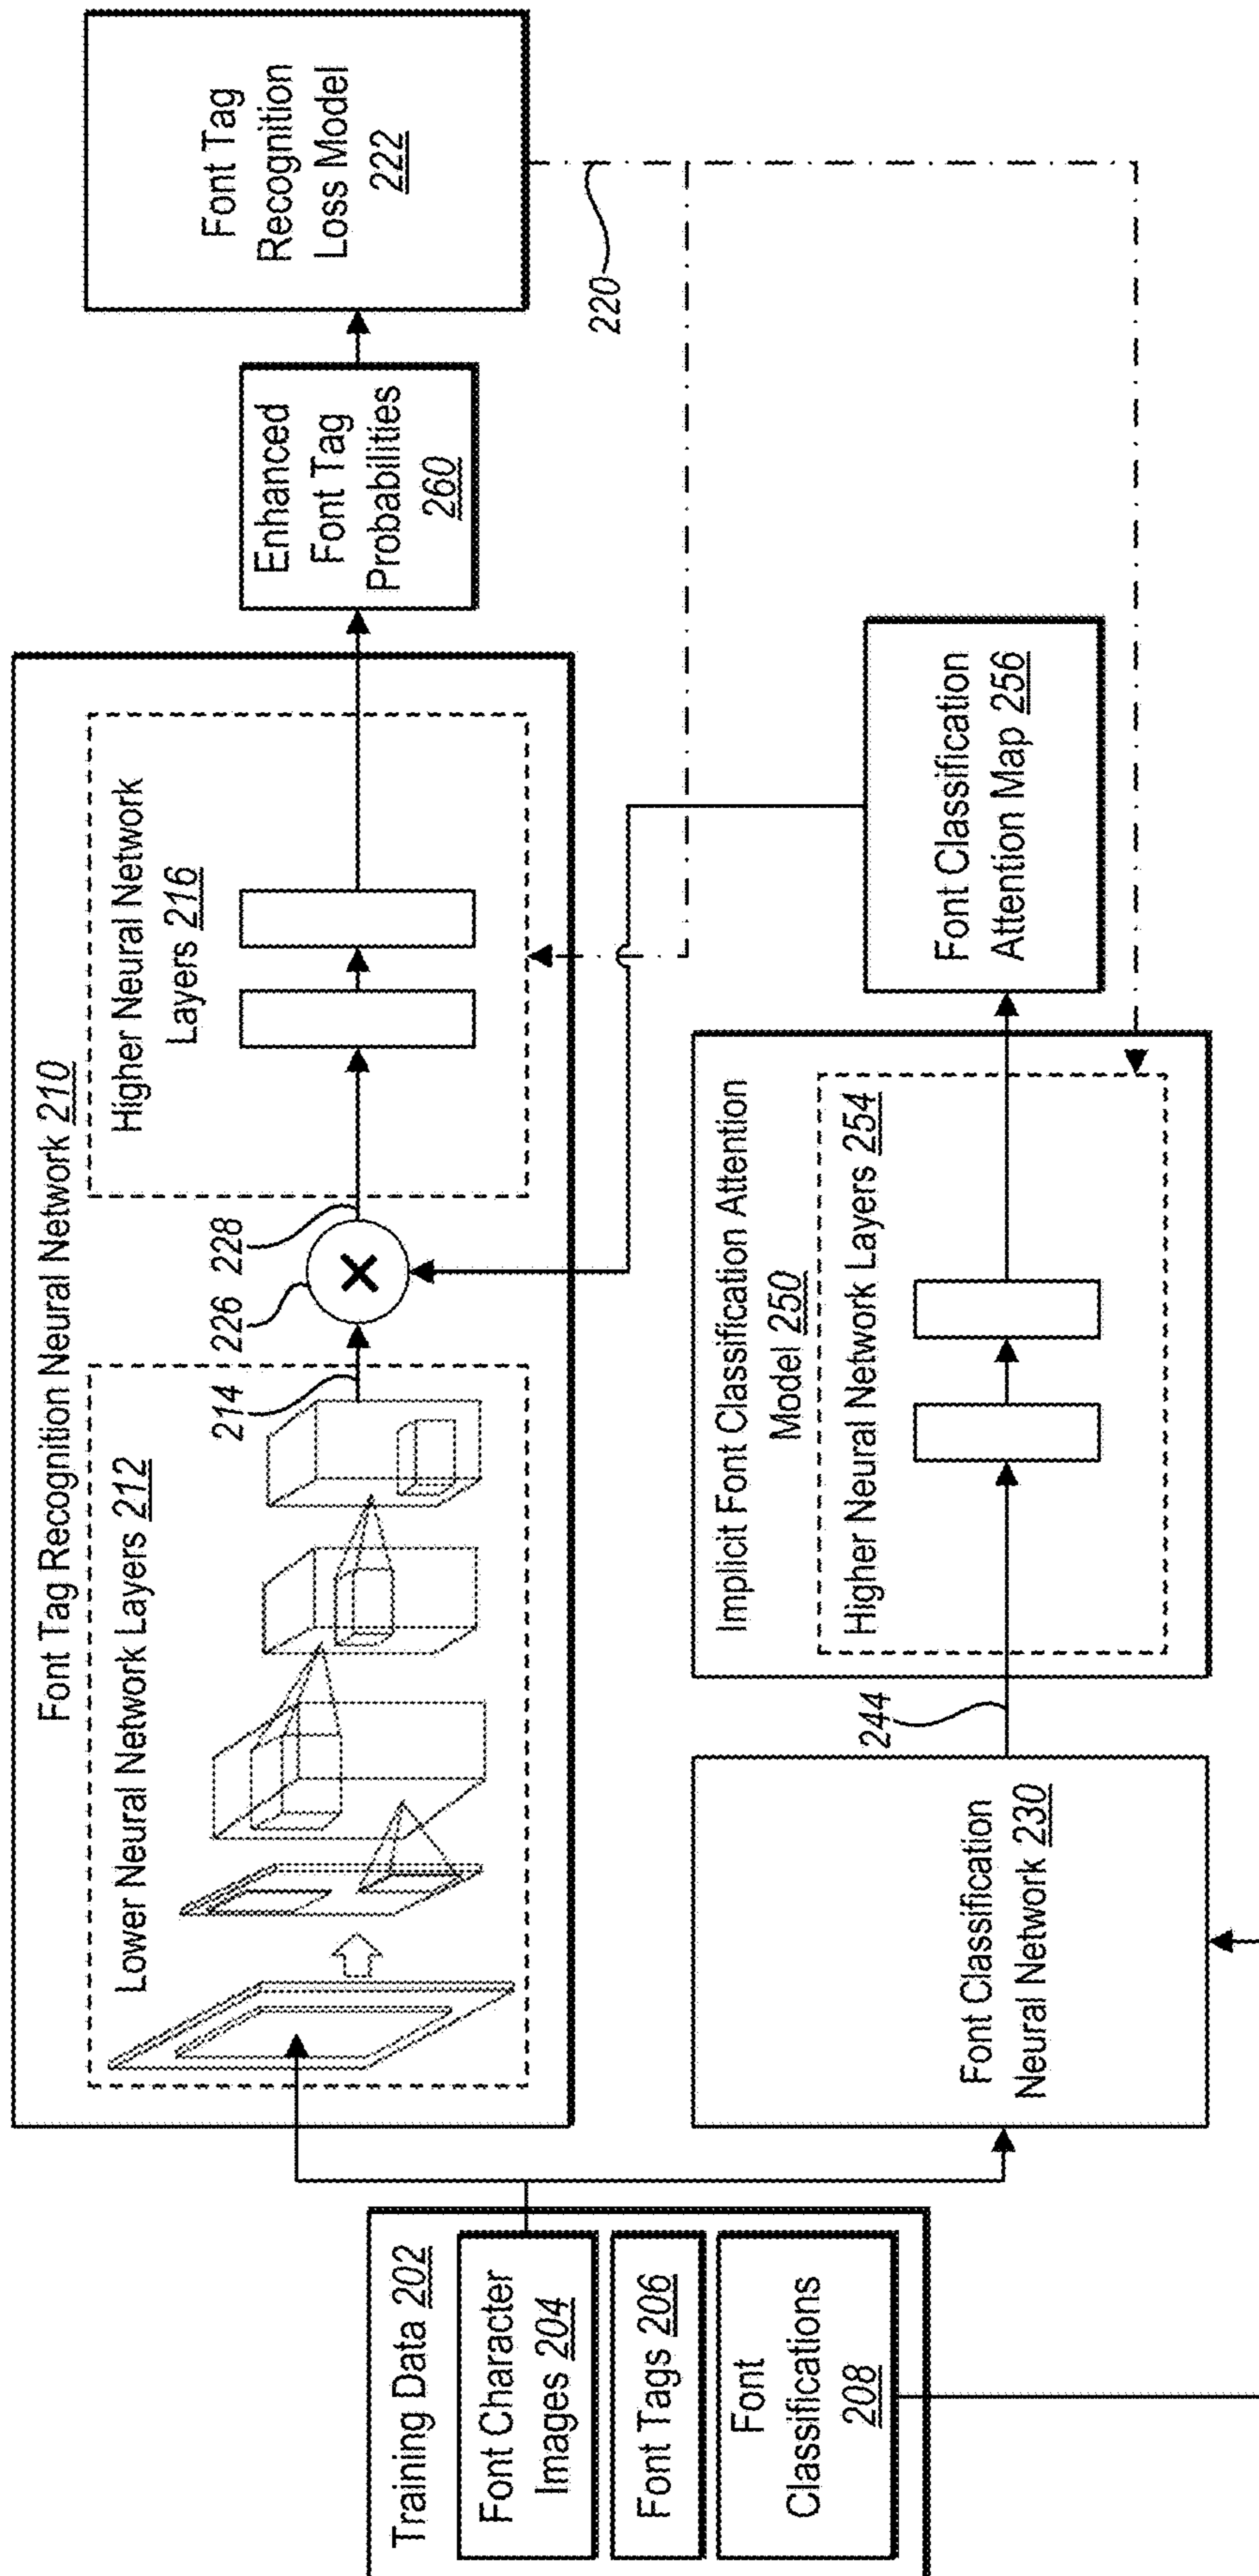 Training Data 202
Font Character
Images 204
Font Tags 206
Font
Classifications
208
Font Tag Recognition Neural Network 210
Lower Neural Network Layers 212
214
226
228
Higher Neural Network
Layers 216
Enhanced
Font Tag
Probabilities
260
Font Tag
Recognition
Loss Model
222
220
Font Classification
Neural Network 230
244
Implicit Font Classification Attention
Model 250
Higher Neural Network Layers 254
Font Classification
Attention Map 256